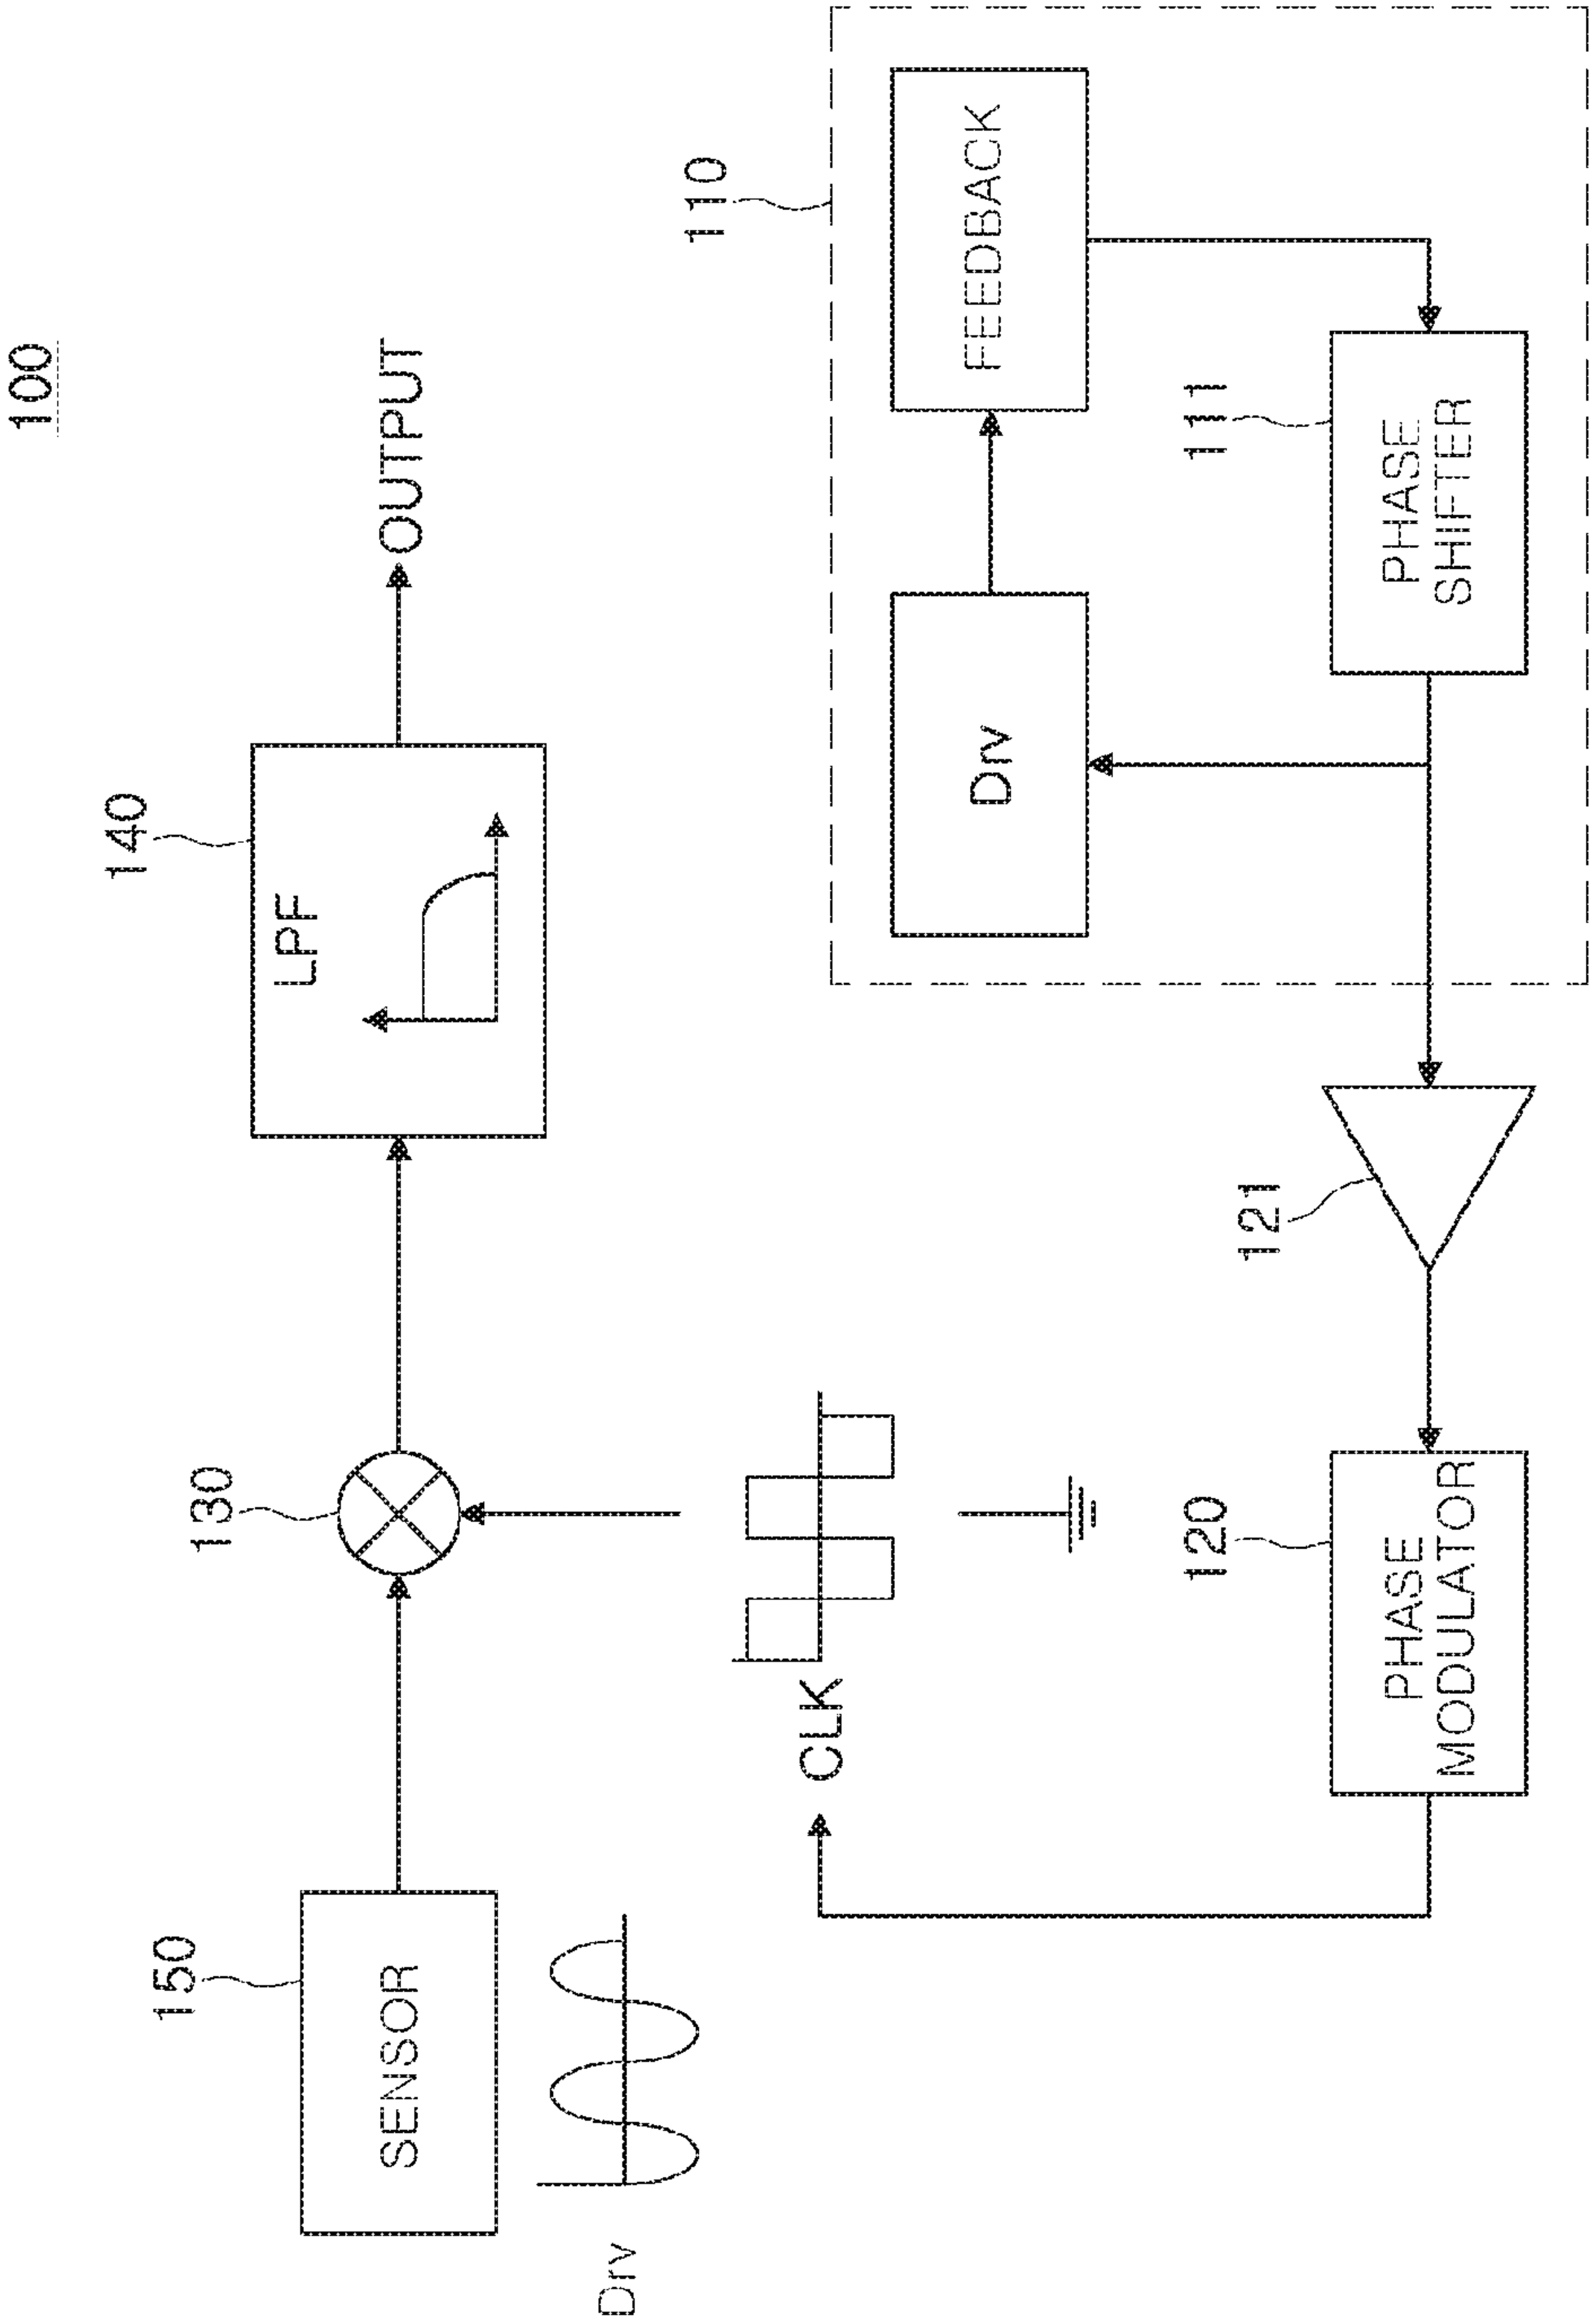 100
140
LPF
OUTPUT
130
150
SENSOR
Drv
CLK
110
Drv
FEEDBACK
111
PHASE
SHIFTER
121
120
PHASE
MODULATOR